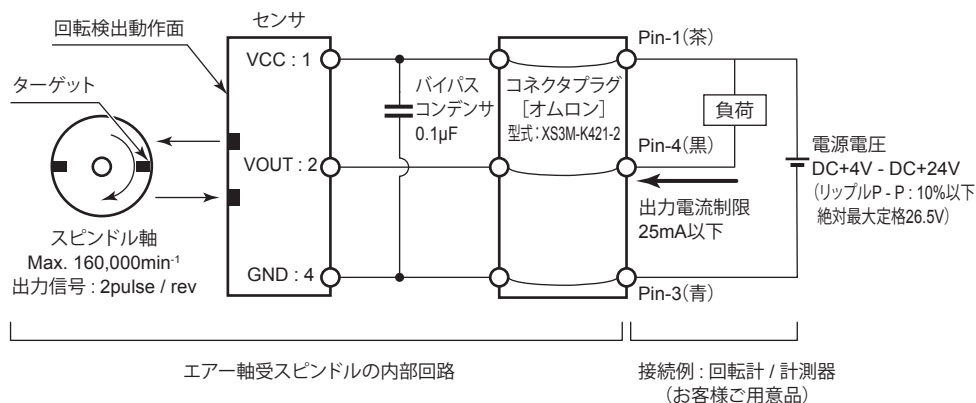 センサ
回転検出動作面
ターゲット
VCC : 1
VOUT : 2
GND : 4
バイパス
コンデンサ
0.1μF
コネクタプラグ
[オムロン]
型式:XS3M-K421-2
Pin-1(茶)
負荷
Pin-4(黒)
出力電流制限
25mA以下
Pin-3(青)
電源電圧
DC+4V - DC+24V
(リップルP - P : 10%以下
絶対最大定格26.5V)
スピンドル軸
Max. 160,000min-1
出力信号 : 2pulse / rev
エアー軸受スピンドルの内部回路
接続例 : 回転計 / 計測器
(お客様ご用意品)